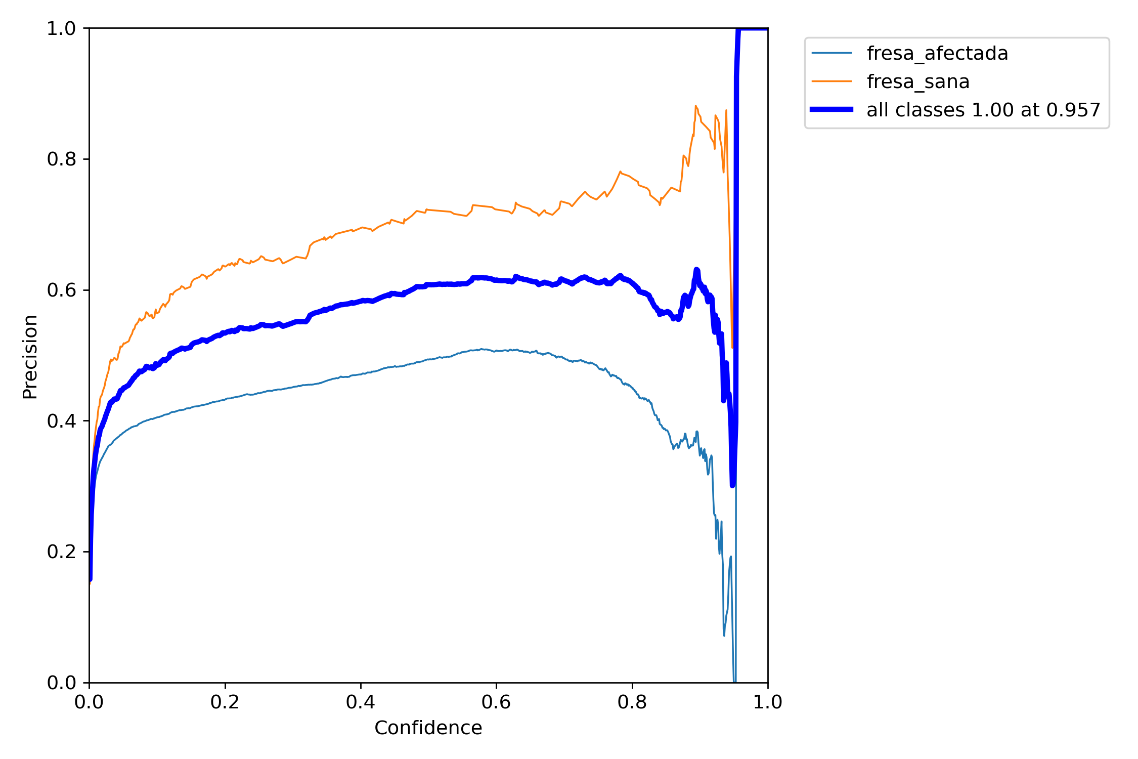 1.0
0.8
0.6
0.4
0.2
0.0
Precision
0.0 0.2 0.4 0.6 0.8 1.0
Confidence
fresa_afectada
fresa_sana
all classes 1.00 at 0.957